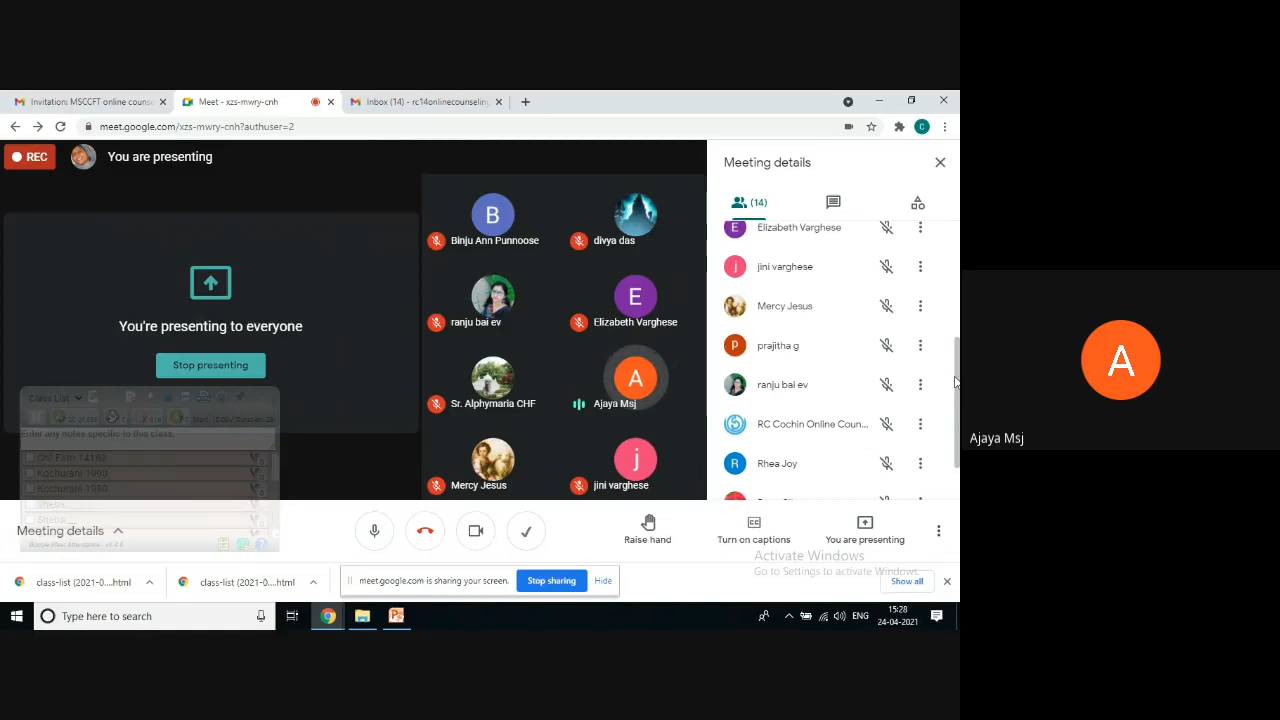 Invitation: MSCCFT online counse
Meet - xzs-mwry-cnh
Inbox (14) - rc14onlinecounseling
meet.google.com/xzs-mwry-cnh?authuser=2
C
REC
You are presenting
Meeting details
(14)
You're presenting to everyone
Stop presenting
B
Binju Ann Punnoose
divya das
ranju bai ev
E
Elizabeth Varghese
Sr. Alphymaria CHF
A
Ajaya Msj
Mercy Jesus
j
jini varghese
E
Elizabeth Varghese
j
jini varghese
Mercy Jesus
p
prajitha g
ranju bai ev
RC Cochin Online Coun...
R
Rhea Joy
Class List
Enter any notes specific to this class.
Kochurani 1990
Kochurani 1990
Meeting details
Raise hand
Turn on captions
You are presenting
Activate Windows
Go to Settings to activate Windows.
class-list (2021-0....html
class-list (2021-0....html
meet.google.com is sharing your screen.
Stop sharing
Hide
Show all
Type here to search
ENG
15:28
24-04-2021
A
Ajaya Msj